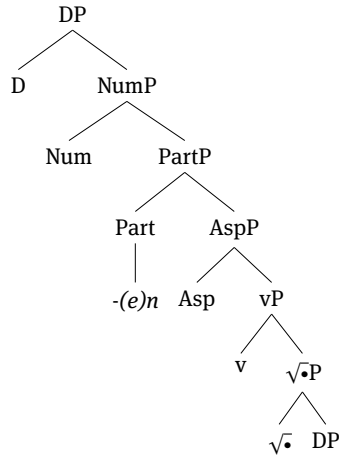 DP
D NumP
Num PartP
Part AspP
-(e)n Asp vP
v √•P
√• DP